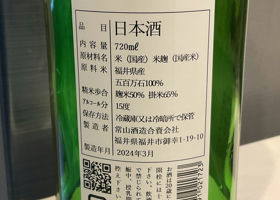 品目 日本酒
内容量 720mℓ
原材料名 米(国産) 米麹(国産米)
原料米 福井県産
五百万石100%
精米歩合 麹米50% 掛米65%
アルコール分 15度
保存方法 冷蔵庫又は冷暗所で保管
製造者 常山酒造合資会社
福井県福井市御幸1-19-10
製造年月 2024年3月